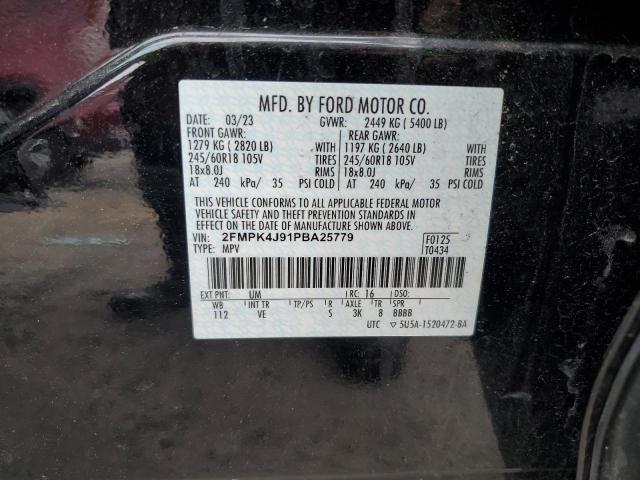 MFD. BY FORD MOTOR CO.
DATE: 03/23 GVWR: 2449 KG ( 5400 LB)
FRONT GAWR: REAR GAWR:
1279 KG ( 2820 LB) WITH 1197 KG ( 2640 LB) WITH
245/60R18 105V TIRES 245/60R18 105V TIRES
18x8.0J RIMS 18x8.0J RIMS
AT 240 kPa/ 35 PSI COLD AT 240 kPa/ 35 PSI COLD
THIS VEHICLE CONFORMS TO ALL APPLICABLE FEDERAL MOTOR
VEHICLE SAFETY AND THEFT PREVENTION STANDARDS IN
EFFECT ON THE DATE OF MANUFACTURE SHOWN ABOVE.
VIN: 2FMPK4J91PBA25779 F0125
TYPE: MPV T0434
EXT PNT: UM RC: 16 DSO:
WB INT TR TP/PS R AXLE TR SPR
112 VE S 3K 8 BBBB
UTC ▽ 5U5A-1520472-BA